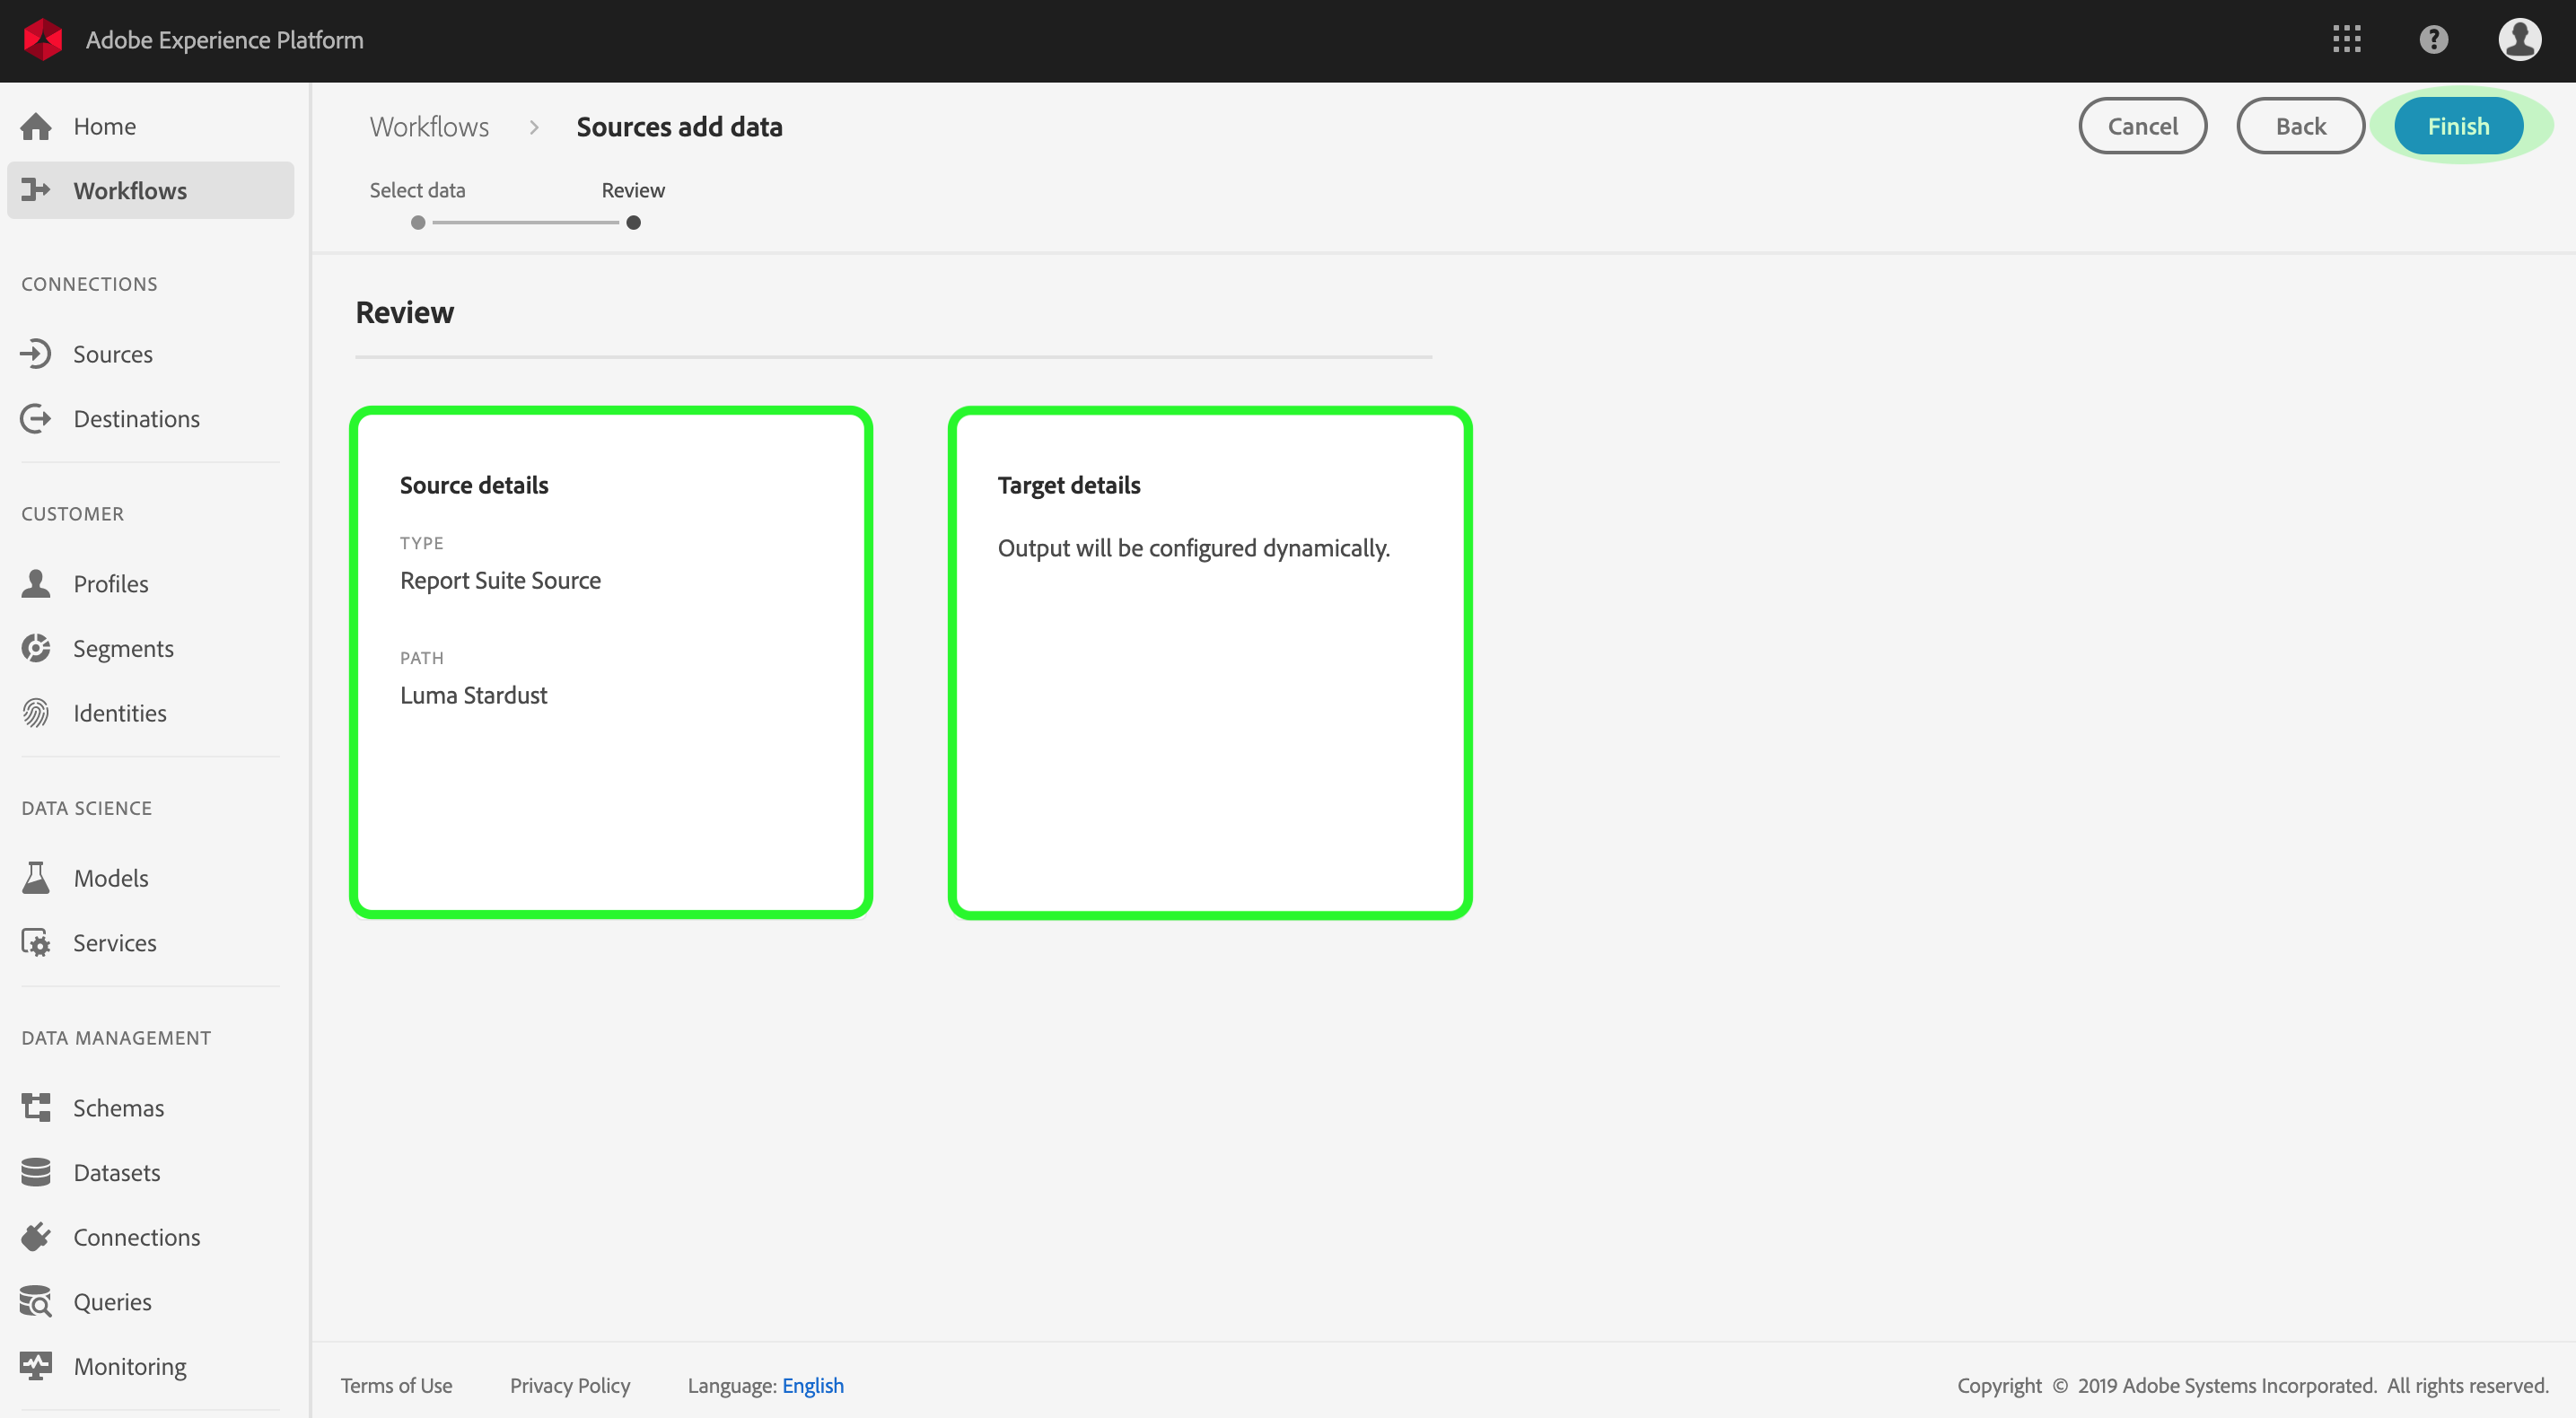 Adobe Experience Platform
?
Home
Workflows
CONNECTIONS
Sources
Destinations
CUSTOMER
Profiles
Segments
Identities
DATA SCIENCE
Models
Services
DATA MANAGEMENT
Schemas
Datasets
Connections
Queries
Monitoring
Workflows > Sources add data
Cancel Back Finish
Select data Review
Review
Source details
TYPE
Report Suite Source
PATH
Luma Stardust
Target details
Output will be configured dynamically.
Terms of Use Privacy Policy Language: English Copyright © 2019 Adobe Systems Incorporated. All rights reserved.